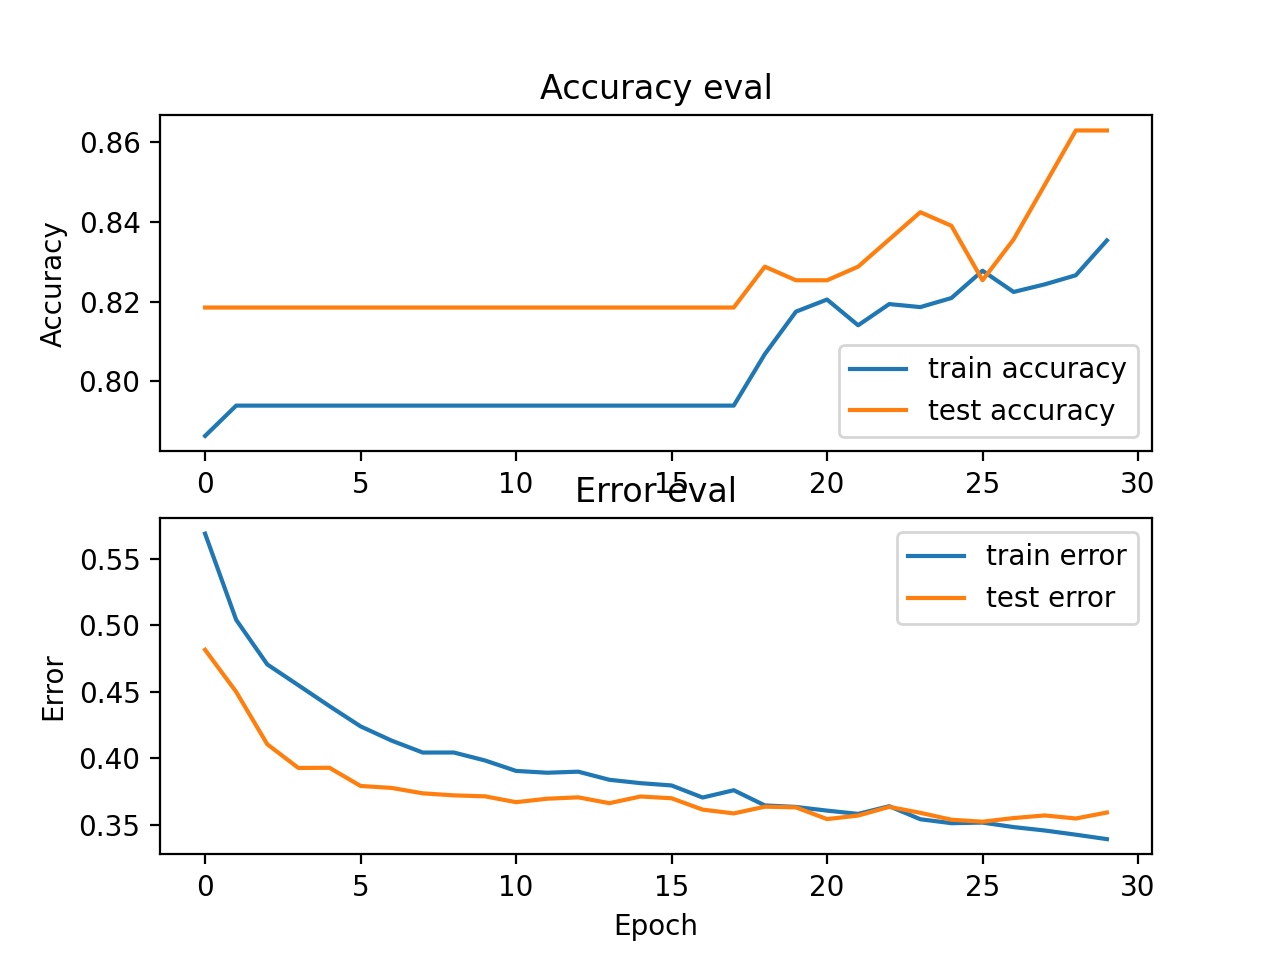 Accuracy eval
0.86
0.84
0.82
0.80
Accuracy
train accuracy
test accuracy
0 5 10 15 20 25 30
Error eval
0.55
0.50
0.45
0.40
0.35
Error
train error
test error
0 5 10 15 20 25 30
Epoch